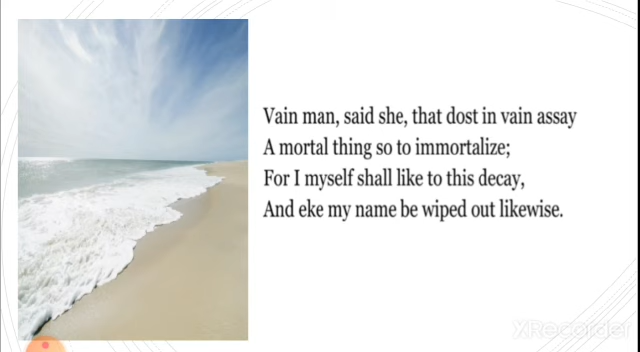 Vain man, said she, that dost in vain assay
A mortal thing so to immortalize;
For I myself shall like to this decay,
And eke my name be wiped out likewise.
XRecorder